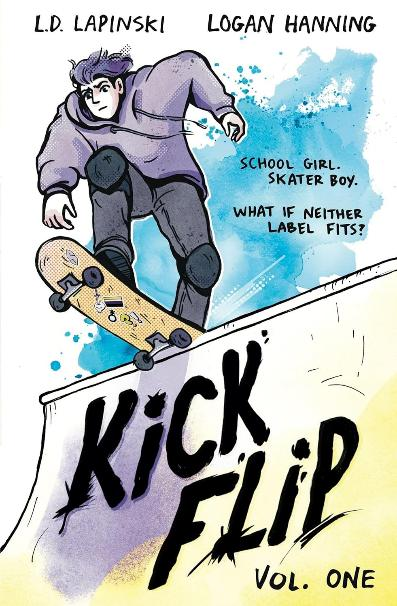 L.D. LAPINSKI LOGAN HANNING
SCHOOL GIRL.
SKATER BOY.
WHAT IF NEITHER
LABEL FITS?
KiCK
FLiP
VOL. ONE